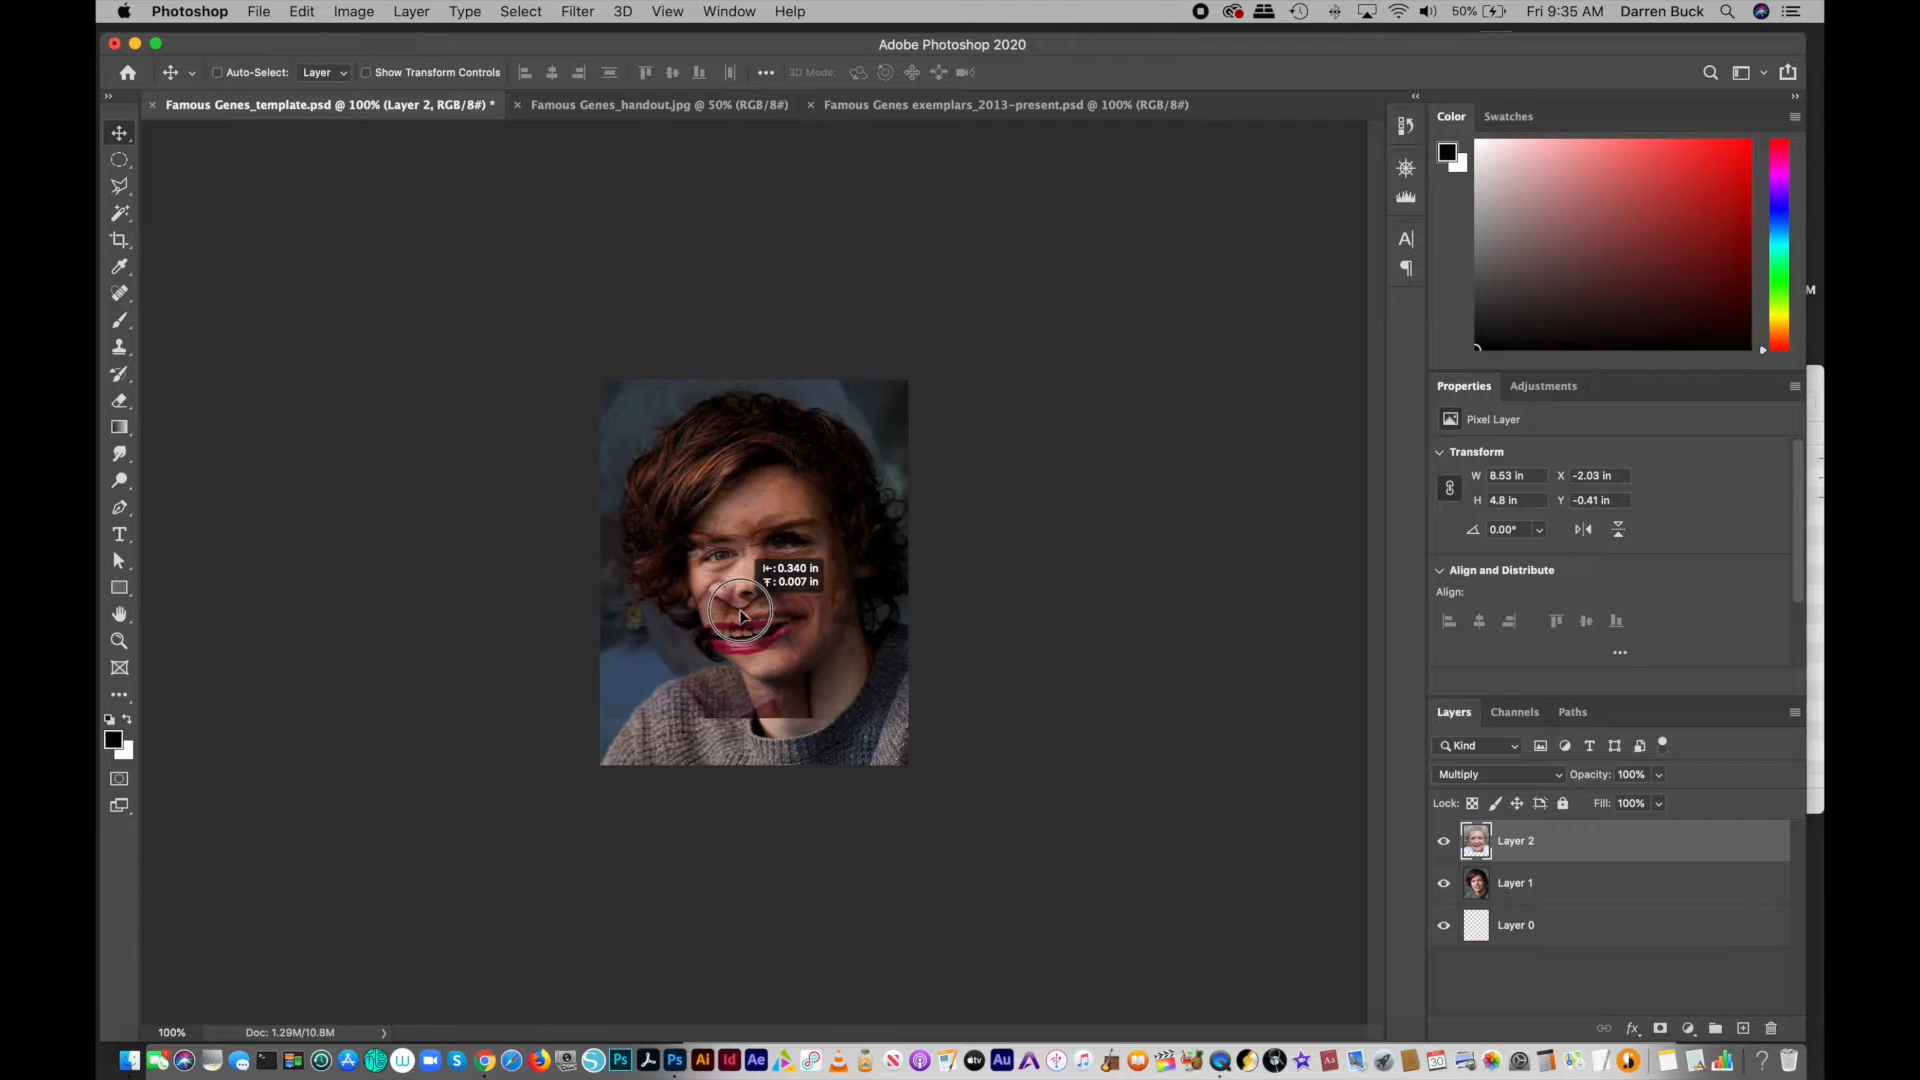 Photoshop File Edit Image Layer Type Select Filter 3D View Window Help
50% Fri 9:35 AM Darren Buck
Adobe Photoshop 2020
Auto-Select: Layer Show Transform Controls 3D Mode:
Famous Genes_template.psd @ 100% (Layer 2, RGB/8#) * Famous Genes_handout.jpg @ 50% (RGB/8#) Famous Genes exemplars_2013-present.psd @ 100% (RGB/8#)
Color Swatches
Properties Adjustments
Pixel Layer
Transform
W 8.53 in X -2.03 in
H 4.8 in Y -0.41 in
0.00°
Align and Distribute
Align:
: 0.340 in
: 0.007 in
Layers Channels Paths
Kind
Multiply Opacity: 100%
Lock: Fill: 100%
Layer 2
Layer 1
Layer 0
100% Doc: 1.29M/10.8M